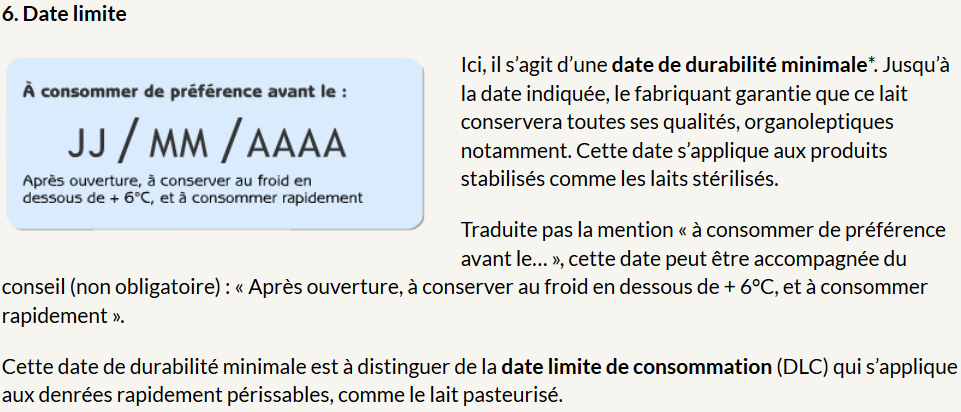 6. Date limite
À consommer de préférence avant le :
JJ / MM / AAAA
Après ouverture, à conserver au froid en
dessous de + 6°C, et à consommer rapidement
Ici, il s’agit d’une date de durabilité minimale*. Jusqu’à
la date indiquée, le fabriquant garantie que ce lait
conservera toutes ses qualités, organoleptiques
notamment. Cette date s’applique aux produits
stabilisés comme les laits stérilisés.
Traduite pas la mention « à consommer de préférence
avant le… », cette date peut être accompagnée du
conseil (non obligatoire) : « Après ouverture, à conserver au froid en dessous de + 6°C, et à consommer
rapidement ».
Cette date de durabilité minimale est à distinguer de la date limite de consommation (DLC) qui s’applique
aux denrées rapidement périssables, comme le lait pasteurisé.